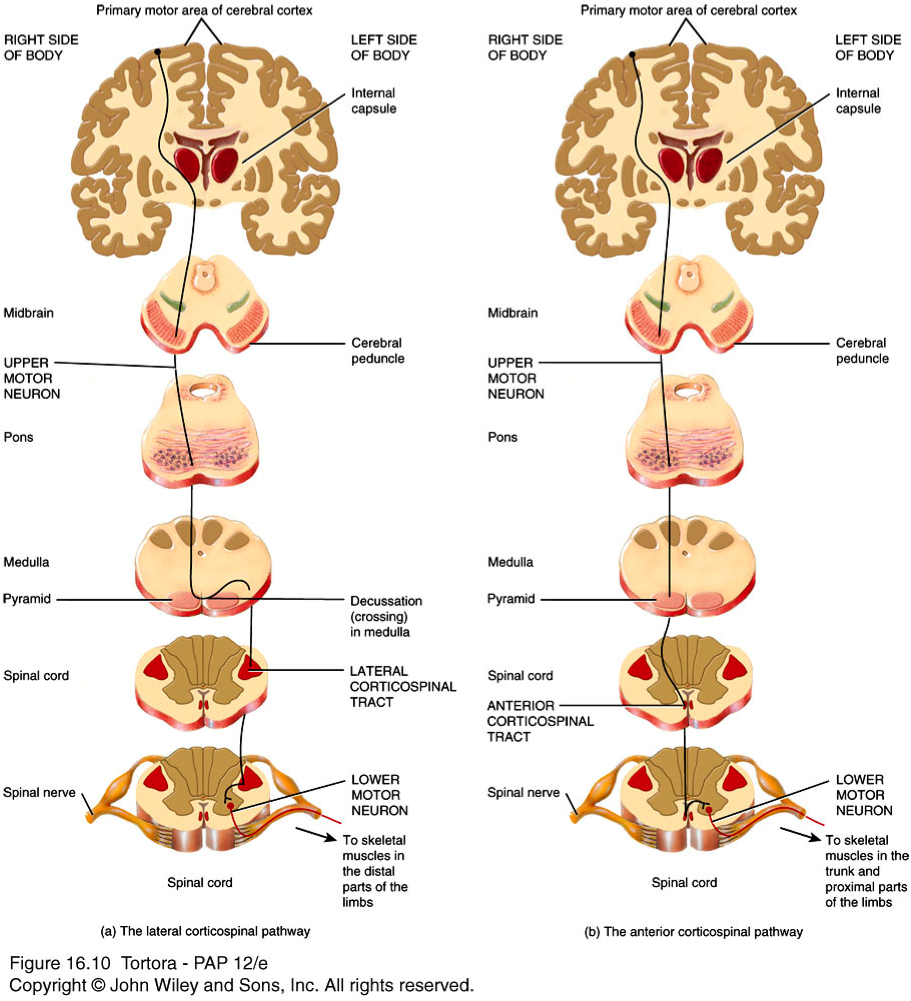 Primary motor area of cerebral cortex
RIGHT SIDE
OF BODY
LEFT SIDE
OF BODY
Internal
capsule
Midbrain
Cerebral
peduncle
UPPER
MOTOR
NEURON
Pons
Medulla
Pyramid
Decussation
(crossing)
in medulla
Spinal cord
LATERAL
CORTICOSPINAL
TRACT
Spinal nerve
LOWER
MOTOR
NEURON
To skeletal
muscles in
the distal
parts of the
limbs
Spinal cord
(a) The lateral corticospinal pathway
Primary motor area of cerebral cortex
RIGHT SIDE
OF BODY
LEFT SIDE
OF BODY
Internal
capsule
Midbrain
Cerebral
peduncle
UPPER
MOTOR
NEURON
Pons
Medulla
Pyramid
Spinal cord
ANTERIOR
CORTICOSPINAL
TRACT
Spinal nerve
LOWER
MOTOR
NEURON
To skeletal
muscles in the
trunk and
proximal parts
of the limbs
Spinal cord
(b) The anterior corticospinal pathway
Figure 16.10 Tortora - PAP 12/e
Copyright © John Wiley and Sons, Inc. All rights reserved.